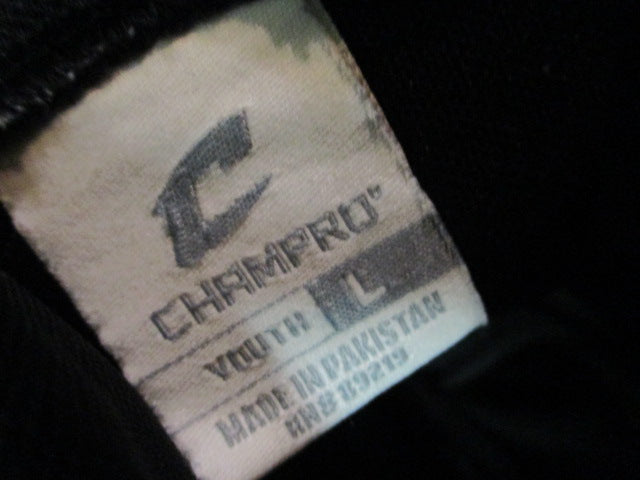 C
CHAMPRO
YOUTH L
MADE IN PAKISTAN
RN# 89219